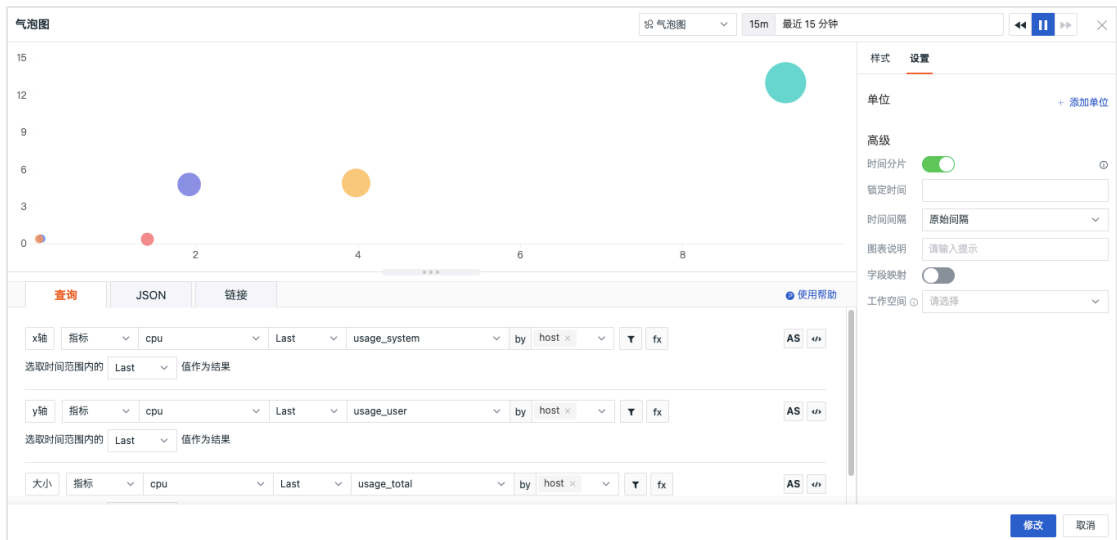 气泡图
气泡图 15m 最近 15 分钟
15
12
9
6
3
0
2 4 6 8
样式 设置
单位 + 添加单位
高级
时间分片
锁定时间
时间间隔 原始间隔
图表说明 请输入提示
字段映射
工作空间 请选择
查询 JSON 链接 使用帮助
x轴 指标 cpu Last usage_system by host × fx AS </>
选取时间范围内的 Last 值作为结果
y轴 指标 cpu Last usage_user by host × fx AS </>
选取时间范围内的 Last 值作为结果
大小 指标 cpu Last usage_total by host × fx AS </>
修改 取消